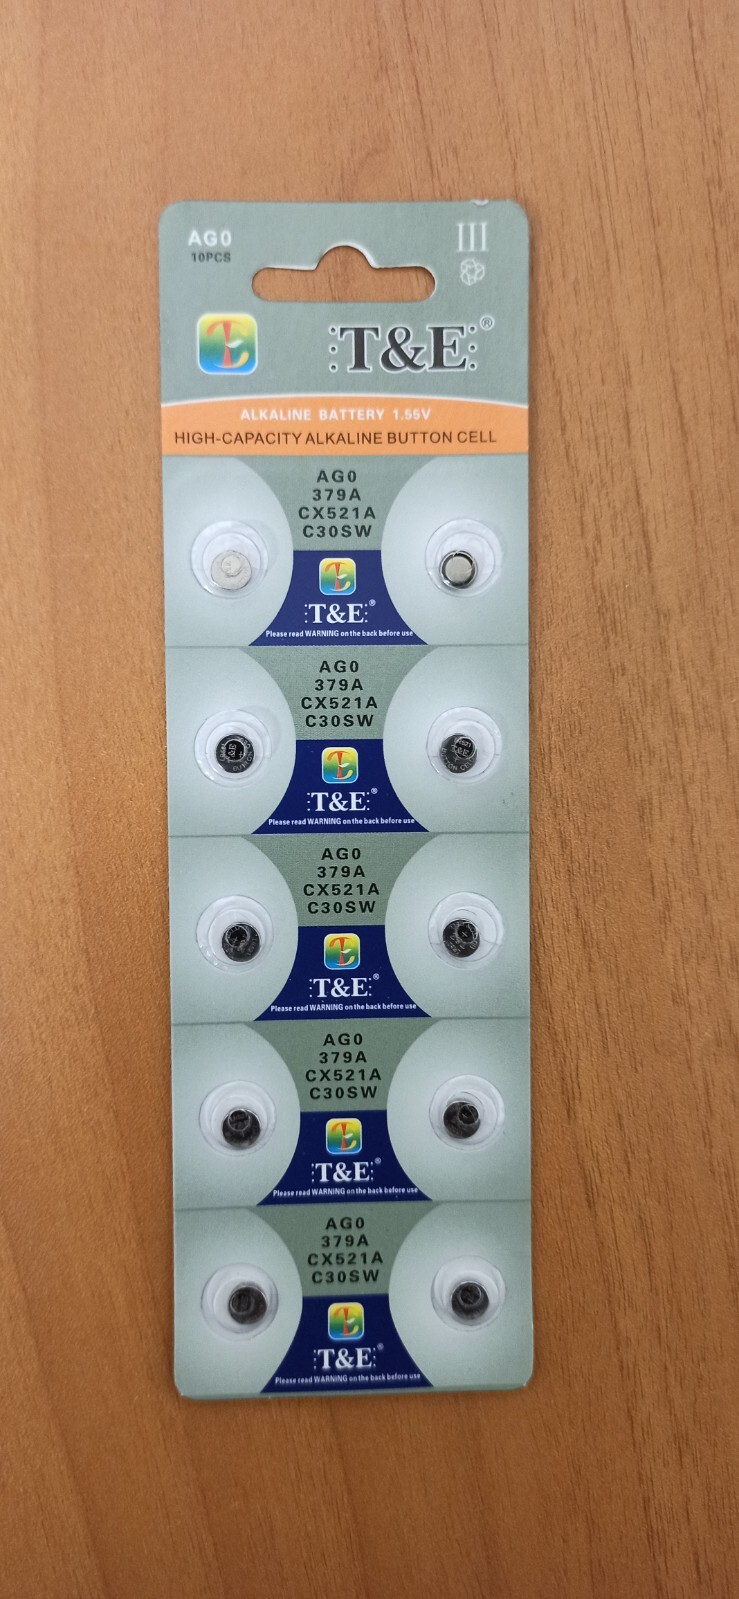 AG0
10PCS
III
T&E®
ALKALINE BATTERY 1.55V
HIGH-CAPACITY ALKALINE BUTTON CELL
AG0
379A
CX521A
C30SW
T&E®
Please read WARNING on the back before use
AG0
379A
CX521A
C30SW
T&E®
Please read WARNING on the back before use
AG0
379A
CX521A
C30SW
T&E®
Please read WARNING on the back before use
AG0
379A
CX521A
C30SW
T&E®
Please read WARNING on the back before use
AG0
379A
CX521A
C30SW
T&E®
Please read WARNING on the back before use